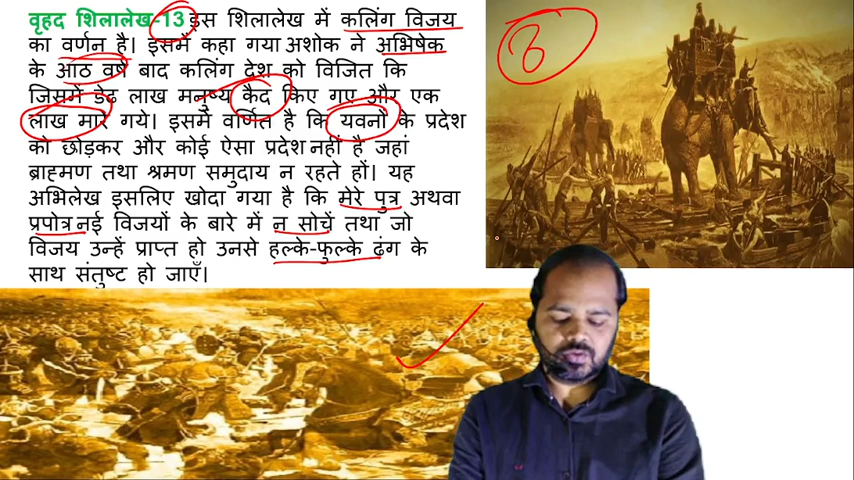 वृहद शिलालेख-13 इस शिलालेख में कलिंग विजय
का वर्णन है। इसमें कहा गया अशोक ने अभिषेक
के आठ वर्ष बाद कलिंग देश को विजित कि
जिसमें डेढ लाख मनुष्य कैद किए गए और एक
लाख मारे गये। इसमें वर्णित है कि यवनों के प्रदेश
को छोड़कर और कोई ऐसा प्रदेश नहीं है जहां
ब्राह्मण तथा श्रमण समुदाय न रहते हों। यह
अभिलेख इसलिए खोदा गया है कि मेरे पुत्र अथवा
प्रपोत्र नई विजयों के बारे में न सोचें तथा जो
विजय उन्हें प्राप्त हो उनसे हल्के-फुल्के ढंग के
साथ संतुष्ट हो जाएँ।